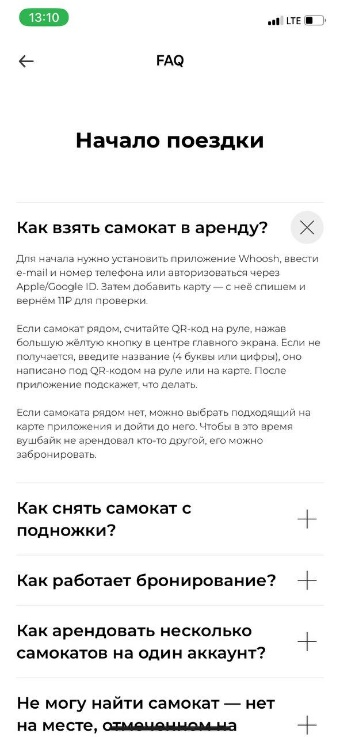 13:10
LTE
FAQ
Начало поездки
Как взять самокат в аренду?
Для начала нужно установить приложение Whoosh, ввести
e-mail и номер телефона или авторизоваться через
Apple/Google ID. Затем добавить карту — с неё спишем и
вернём 11₽ для проверки.
Если самокат рядом, считайте QR-код на руле, нажав
большую жёлтую кнопку в центре главного экрана. Если не
получается, введите название (4 буквы или цифры), оно
написано под QR-кодом на руле или на карте. После
приложение подскажет, что делать.
Если самоката рядом нет, можно выбрать подходящий на
карте приложения и дойти до него. Чтобы в это время
вушбайк не арендовал кто-то другой, его можно
забронировать.
Как снять самокат с
подножки?
Как работает бронирование?
Как арендовать несколько
самокатов на один аккаунт?
Не могу найти самокат — нет
на месте, отмеченном на